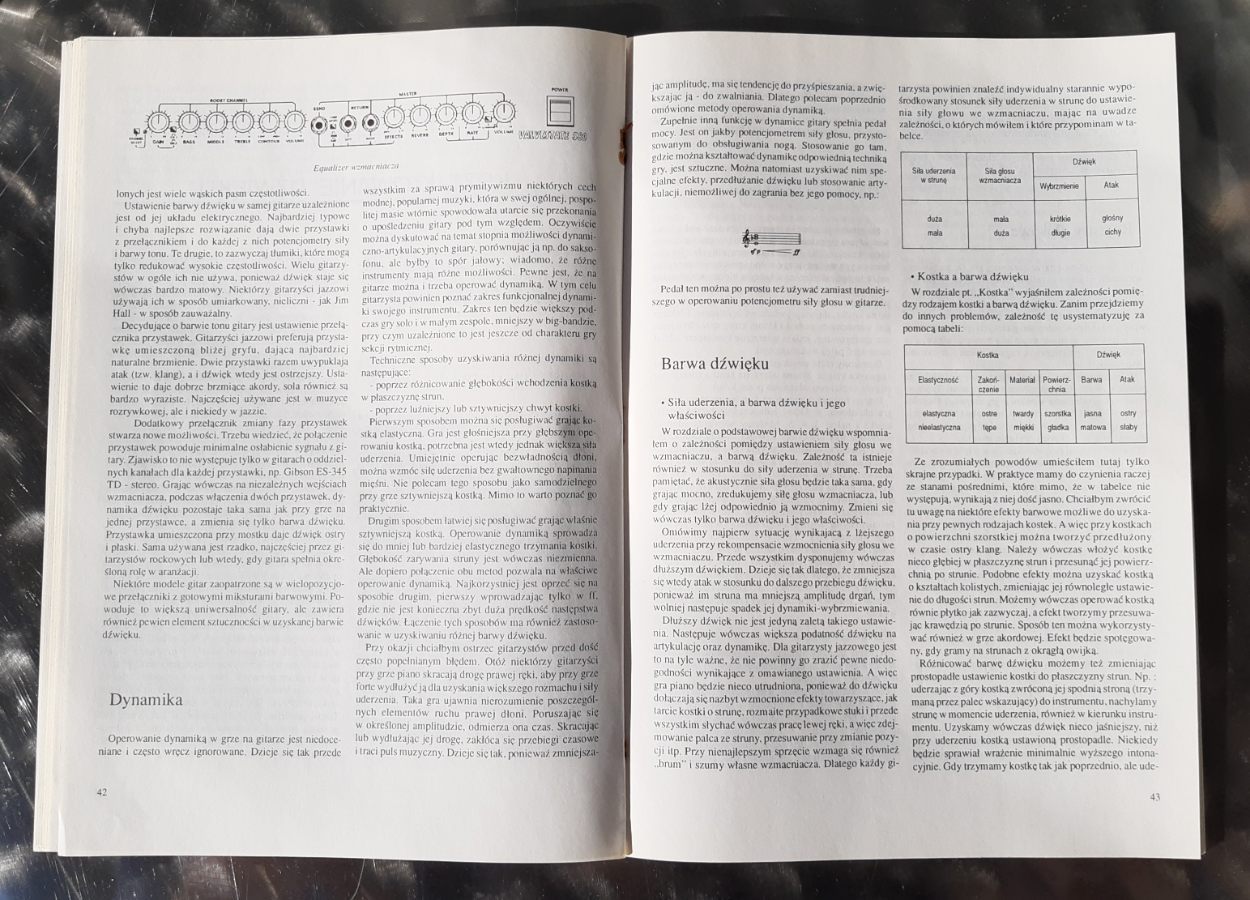 BOOST CHANNEL
SEND
RETURN
MASTER
POWER
GAIN
BASS
MIDDLE
TREBLE
CONTOUR
VOLUME
EFFECTS
REVERB
DEPTH
RATE
VOLUME
VALVESTATE
Equalizer wzmacniacza
lonych jest wiele wąskich pasm częstotliwości.
Ustawienie barwy dźwięku w samej gitarze uzależnione
jest od jej układu elektrycznego. Najbardziej typowe
i chyba najlepsze rozwiązanie dają dwie przystawki
z przełącznikiem i do każdej z nich potencjometry siły
i barwy tonu. Te drugie, to zazwyczaj tłumiki, które mogą
tylko redukować wysokie częstotliwości. Wielu gitarzy-
stów w ogóle ich nie używa, ponieważ dźwięk staje się
wówczas bardzo matowy. Niektórzy gitarzyści jazzowi
używają ich w sposób umiarkowany, nieliczni - jak Jim
Hall - w sposób zauważalny.
Decydujące o barwie tonu gitary jest ustawienie przełą-
cznika przystawek. Gitarzyści jazzowi preferują przysta-
wkę umieszczoną bliżej gryfu, dającą najbardziej
naturalne brzmienie. Dwie przystawki razem uwypuklają
atak (tzw. klang), a i dźwięk wtedy jest ostrzejszy. Usta-
wienie to daje dobrze brzmiące akordy, sola również są
bardzo wyraziste. Najczęściej używane jest w muzyce
rozrywkowej, ale i niekiedy w jazzie.
Dodatkowy przełącznik zmiany fazy przystawek
stwarza nowe możliwości. Trzeba wiedzieć, że połączenie
przystawek powoduje minimalne osłabienie sygnału z gi-
tary. Zjawisko to nie występuje tylko w gitarach o oddziel-
nych kanałach dla każdej przystawki, np. Gibson ES-345
TD - stereo. Grając wówczas na niezależnych wejściach
wzmacniacza, podczas włączenia dwóch przystawek, dy-
namika dźwięku pozostaje taka sama jak przy grze na
jednej przystawce, a zmienia się tylko barwa dźwięku.
Przystawka umieszczona przy mostku daje dźwięk ostry
i płaski. Sama używana jest rzadko, najczęściej przez gi-
tarzystów rockowych lub wtedy, gdy gitara spełnia okre-
śloną rolę w aranżacji.
Niektóre modele gitar zaopatrzone są w wielopozycjo-
we przełączniki z gotowymi miksturami barwowymi. Po-
woduje to większą uniwersalność gitary, ale zawiera
również pewien element sztuczności w uzyskanej barwie
dźwięku.
Dynamika
Operowanie dynamiką w grze na gitarze jest niedoce-
niane i często wręcz ignorowane. Dzieje się tak przede
wszystkim za sprawą prymitywizmu niektórych cech
modnej, popularnej muzyki, która w swej ogólnej, pospo-
litej masie wtórnie spowodowała utarcie się przekonania
o upośledzeniu gitary pod tym względem. Oczywiście
można dyskutować na temat stopnia możliwości dynami-
czno-artykulacyjnych gitary, porównując ją np. do sakso-
fonu, ale byłby to spór jałowy; wiadomo, że różne
instrumenty mają różne możliwości. Pewne jest, że na
gitarze można i trzeba operować dynamiką. W tym celu
gitarzysta powinien poznać zakres funkcjonalnej dynami-
ki swojego instrumentu. Zakres ten będzie większy pod-
czas gry solo i w małym zespole, mniejszy w big-bandzie,
przy czym uzależnione to jest jeszcze od charakteru gry
sekcji rytmicznej.
Techniczne sposoby uzyskiwania różnej dynamiki są
następujące:
- poprzez różnicowanie głębokości wchodzenia kostką
w płaszczyznę strun.
- poprzez luźniejszy lub sztywniejszy chwyt kostki.
Pierwszym sposobem można się posługiwać grając ko-
stką elastyczną. Gra jest głośniejsza przy głębszym ope-
rowaniu kostką, potrzebna jest wtedy jednak większa siła
uderzenia. Umiejętnie operując bezwładnością dłoni,
można wzmóc siłę uderzenia bez gwałtownego napinania
mięśni. Nie polecam tego sposobu jako samodzielnego
przy grze sztywniejszą kostką. Mimo to warto poznać go
praktycznie.
Drugim sposobem łatwiej się posługiwać grając właśnie
sztywniejszą kostką. Operowanie dynamiką sprowadza
się do mniej lub bardziej elastycznego trzymania kostki.
Głębokość zarywania struny jest wówczas niezmienna.
Ale dopiero połączenie obu metod pozwala na właściwe
operowanie dynamiką. Najkorzystniej jest oprzeć się na
sposobie drugim, pierwszy wprowadzając tylko w ff,
gdzie nie jest konieczna zbyt duża prędkość następstwa
dźwięków. Łączenie tych sposobów ma również zastoso-
wanie w uzyskiwaniu różnej barwy dźwięku.
Przy okazji chciałbym ostrzec gitarzystów przed dość
często popełnianym błędem. Otóż niektórzy gitarzyści
przy grze piano skracają drogę prawej ręki, aby przy grze
forte wydłużyć ją dla uzyskania większego rozmachu i siły
uderzenia. Taka gra ujawnia nierozumienie poszczegól-
nych elementów ruchu prawej dłoni. Poruszając się
w określonej amplitudzie, odmierza ona czas. Skracając
lub wydłużając jej drogę, zakłóca się przebiegi czasowe
i traci puls muzyczny. Dzieje się tak, ponieważ zmniejsza-
42
jąc amplitudę, ma się tendencję do przyśpieszania, a zwię-
kszając ją - do zwalniania. Dlatego polecam poprzednio
omówione metody operowania dynamiką.
Zupełnie inną funkcję w dynamice gitary spełnia pedał
mocy. Jest on jakby potencjometrem siły głosu, przysto-
sowanym do obsługiwania nogą. Stosowanie go tam,
gdzie można kształtować dynamikę odpowiednią techniką
gry, jest sztuczne. Można natomiast uzyskiwać nim spe-
cjalne efekty, przedłużanie dźwięku lub stosowanie arty-
kulacji, niemożliwej do zagrania bez jego pomocy, np.:
ff
Pedał ten można po prostu też używać zamiast trudniej-
szego w operowaniu potencjometru siły głosu w gitarze.
Barwa dźwięku
• Siła uderzenia, a barwa dźwięku i jego
właściwości
W rozdziale o podstawowej barwie dźwięku wspomnia-
łem o zależności pomiędzy ustawieniem siły głosu we
wzmacniaczu, a barwą dźwięku. Zależność ta istnieje
również w stosunku do siły uderzenia w strunę. Trzeba
pamiętać, że akustycznie siła głosu będzie taka sama, gdy
grając mocno, zredukujemy siłę głosu wzmacniacza, lub
gdy grając lżej odpowiednio ją wzmocnimy. Zmieni się
wówczas tylko barwa dźwięku i jego właściwości.
Omówimy najpierw sytuację wynikającą z lżejszego
uderzenia przy rekompensacie wzmocnienia siły głosu we
wzmacniaczu. Przede wszystkim dysponujemy wówczas
dłuższym dźwiękiem. Dzieje się tak dlatego, że zmniejsza
się wtedy atak w stosunku do dalszego przebiegu dźwięku,
ponieważ im struna ma mniejszą amplitudę drgań, tym
wolniej następuje spadek jej dynamiki-wybrzmiewania.
Dłuższy dźwięk nie jest jedyną zaletą takiego ustawie-
nia. Następuje wówczas większa podatność dźwięku na
artykulację oraz dynamikę. Dla gitarzysty jazzowego jest
to na tyle ważne, że nie powinny go zrazić pewne niedo-
godności wynikające z omawianego ustawienia. A więc
gra piano będzie nieco utrudniona, ponieważ do dźwięku
dołączają się nazbyt wzmocnione efekty towarzyszące, jak
tarcie kostki o strunę, rozmaite przypadkowe stuki i przede
wszystkim słychać wówczas pracę lewej ręki, a więc zdej-
mowanie palca ze struny, przesuwanie przy zmianie pozy-
cji itp. Przy nienajlepszym sprzęcie wzmaga się również
„brum" i szumy własne wzmacniacza. Dlatego każdy gi-
tarzysta powinien znaleźć indywidualny starannie wypo-
środkowany stosunek siły uderzenia w strunę do ustawie-
nia siły głowu we wzmacniaczu, mając na uwadze
zależności, o których mówiłem i które przypominam w ta-
belce.
Siła uderzenia w strunę
Siła głosu wzmacniacza
Dźwięk
Wybrzmienie
Atak
duża mała krótkie głośny
mała duża długie cichy
• Kostka a barwa dźwięku
W rozdziale pt. „Kostka" wyjaśniłem zależności pomię-
dzy rodzajem kostki a barwą dźwięku. Zanim przejdziemy
do innych problemów, zależność tę usystematyzuję za
pomocą tabeli:
Kostka Dźwięk
Elastyczność Zakoń-czenie Materiał Powierz-chnia Barwa Atak
elastyczna ostre twardy szorstka jasna ostry
nieelastyczna tępe miękki gładka matowa słaby
Ze zrozumiałych powodów umieściłem tutaj tylko
skrajne przypadki. W praktyce mamy do czynienia raczej
ze stanami pośrednimi, które mimo, że w tabelce nie
występują, wynikają z niej dość jasno. Chciałbym zwrócić
tu uwagę na niektóre efekty barwowe możliwe do uzyska-
nia przy pewnych rodzajach kostek. A więc przy kostkach
o powierzchni szorstkiej można tworzyć przedłużony
w czasie ostry klang. Należy wówczas włożyć kostkę
nieco głębiej w płaszczyznę strun i przesunąć jej powierz-
chnią po strunie. Podobne efekty można uzyskać kostką
o kształtach kolistych, zmieniając jej równoległe ustawie-
nie do długości strun. Możemy wówczas operować kostką
równie płytko jak zazwyczaj, a efekt tworzymy przesuwa-
jąc krawędzią po strunie. Sposób ten można wykorzysty-
wać również w grze akordowej. Efekt będzie spotęgowa-
ny, gdy gramy na strunach z okrągłą owijką.
Różnicować barwę dźwięku możemy też zmieniając
prostopadłe ustawienie kostki do płaszczyzny strun. Np. :
uderzając z góry kostką zwróconą jej spodnią stroną (trzy-
maną przez palec wskazujący) do instrumentu, nachylamy
strunę w momencie uderzenia, również w kierunku instru-
mentu. Uzyskamy wówczas dźwięk nieco jaśniejszy, niż
przy uderzeniu kostką ustawioną prostopadle. Niekiedy
będzie sprawiał wrażenie minimalnie wyższego intona-
cyjnie. Gdy trzymamy kostkę tak jak poprzednio, ale ude-
43